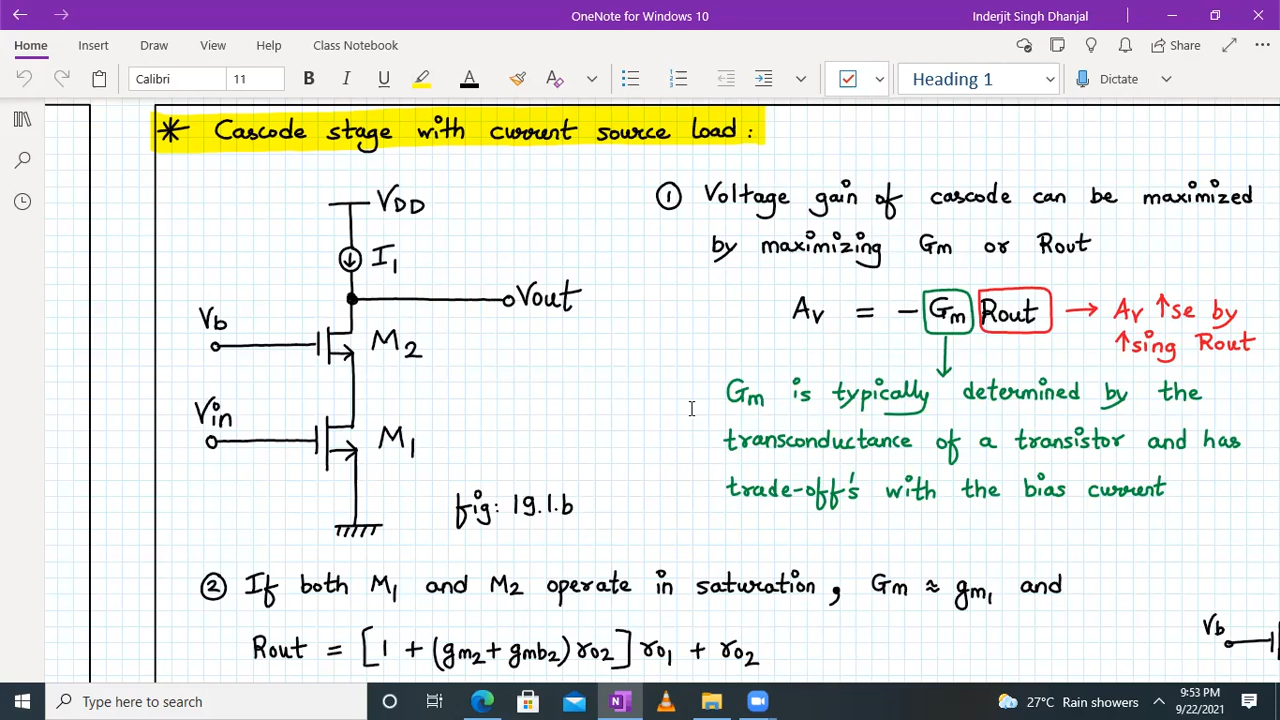 OneNote for Windows 10
Inderjit Singh Dhanjal
Home Insert Draw View Help Class Notebook
Share
Calibri 11 B I U A Heading 1 Dictate
* Cascode stage with current source load:
VDD
I1
Vout
Vb
M2
Vin
M1
fig: 19.1.b
① Voltage gain of cascode can be maximized
by maximizing Gm or Rout
Av = - Gm Rout → Av ↑se by
↑sing Rout
Gm is typically determined by the
transconductance of a transistor and has
trade-off's with the bias current
② If both M1 and M2 operate in saturation, Gm ≈ gm1 and
Rout = [1 + (gm2 + gmb2) ro2] ro1 + ro2
Vb
Type here to search
27°C Rain showers
9:53 PM
9/22/2021